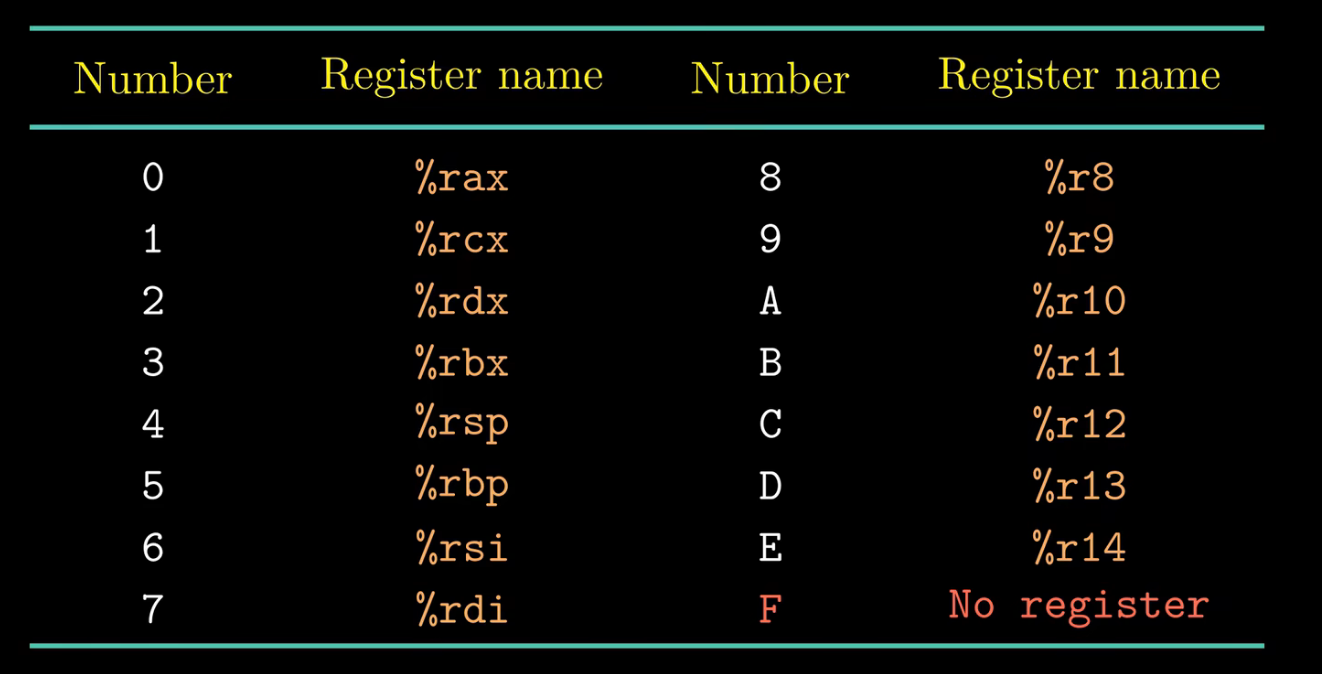 Number Register name Number Register name
0 %rax 8 %r8
1 %rcx 9 %r9
2 %rdx A %r10
3 %rbx B %r11
4 %rsp C %r12
5 %rbp D %r13
6 %rsi E %r14
7 %rdi F No register